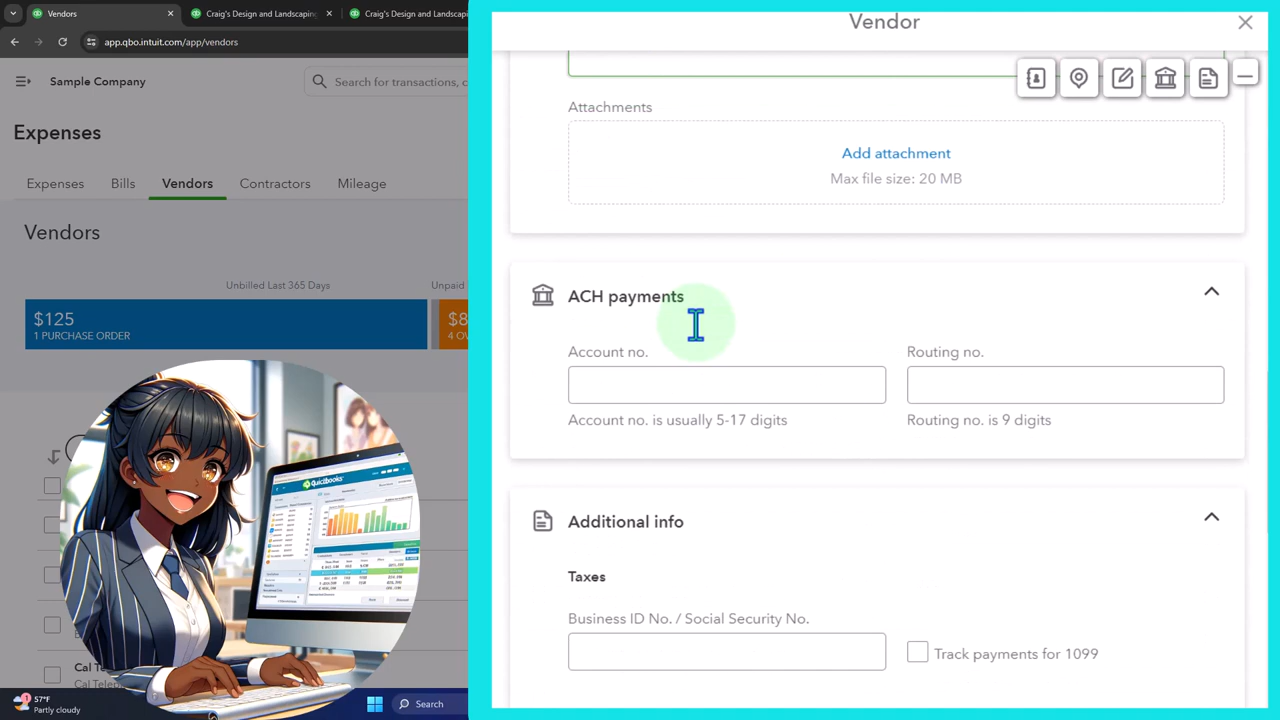 Vendors
Craig's Design and Landscapin
Craig's Design and Landscaping
app.qbo.intuit.com/app/vendors
Sample Company
Search for transactions, c
Expenses
Expenses Bills Vendors Contractors Mileage
Vendors
Unbilled Last 365 Days
Unpaid
$125
1 PURCHASE ORDER
$8
4 OV
QuickBooks
Cal Te
Cal Telep
57°F
Partly cloudy
Search
Vendor
Attachments
Add attachment
Max file size: 20 MB
ACH payments
Account no.
Routing no.
Account no. is usually 5-17 digits
Routing no. is 9 digits
Additional info
Taxes
Business ID No. / Social Security No.
Track payments for 1099